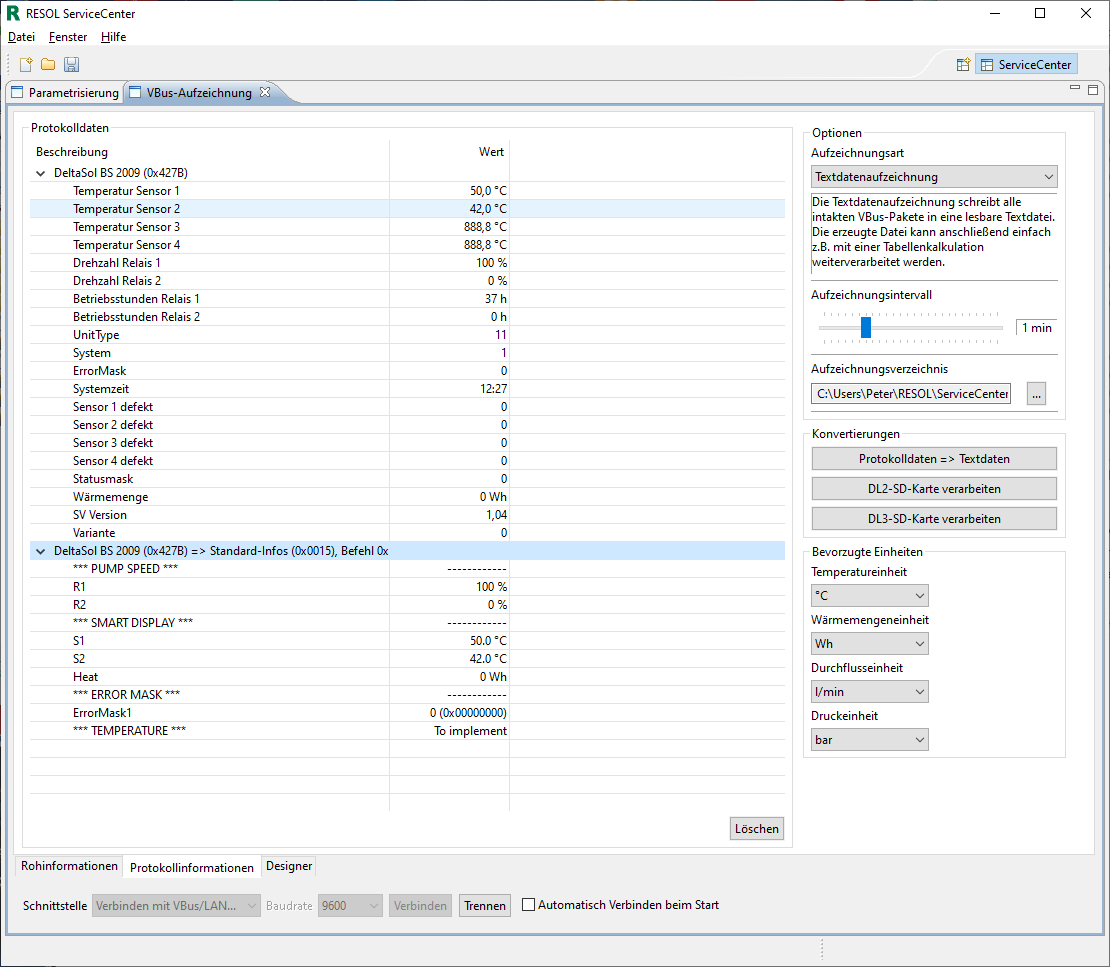 RESOL ServiceCenter
Datei Fenster Hilfe
ServiceCenter
Parametrisierung VBus-Aufzeichnung
Protokolldaten
Beschreibung Wert
DeltaSol BS 2009 (0x427B)
Temperatur Sensor 1 50,0 °C
Temperatur Sensor 2 42,0 °C
Temperatur Sensor 3 888,8 °C
Temperatur Sensor 4 888,8 °C
Drehzahl Relais 1 100 %
Drehzahl Relais 2 0 %
Betriebsstunden Relais 1 37 h
Betriebsstunden Relais 2 0 h
UnitType 11
System 1
ErrorMask 0
Systemzeit 12:27
Sensor 1 defekt 0
Sensor 2 defekt 0
Sensor 3 defekt 0
Sensor 4 defekt 0
Statusmask 0
Wärmemenge 0 Wh
SV Version 1,04
Variante 0
DeltaSol BS 2009 (0x427B) => Standard-Infos (0x0015), Befehl 0x
*** PUMP SPEED *** ------------
R1 100 %
R2 0 %
*** SMART DISPLAY *** ------------
S1 50.0 °C
S2 42.0 °C
Heat 0 Wh
*** ERROR MASK *** ------------
ErrorMask1 0 (0x00000000)
*** TEMPERATURE *** To implement
Löschen
Optionen
Aufzeichnungsart
Textdatenaufzeichnung
Die Textdatenaufzeichnung schreibt alle
intakten VBus-Pakete in eine lesbare Textdatei.
Die erzeugte Datei kann anschließend einfach
z.B. mit einer Tabellenkalkulation
weiterverarbeitet werden.
Aufzeichnungsintervall
1 min
Aufzeichnungsverzeichnis
C:\Users\Peter\RESOL\ServiceCenter ...
Konvertierungen
Protokolldaten => Textdaten
DL2-SD-Karte verarbeiten
DL3-SD-Karte verarbeiten
Bevorzugte Einheiten
Temperatureinheit
°C
Wärmemengeneinheit
Wh
Durchflusseinheit
l/min
Druckeinheit
bar
Rohinformationen Protokollinformationen Designer
Schnittstelle Verbinden mit VBus/LAN... Baudrate 9600 Verbinden Trennen Automatisch Verbinden beim Start